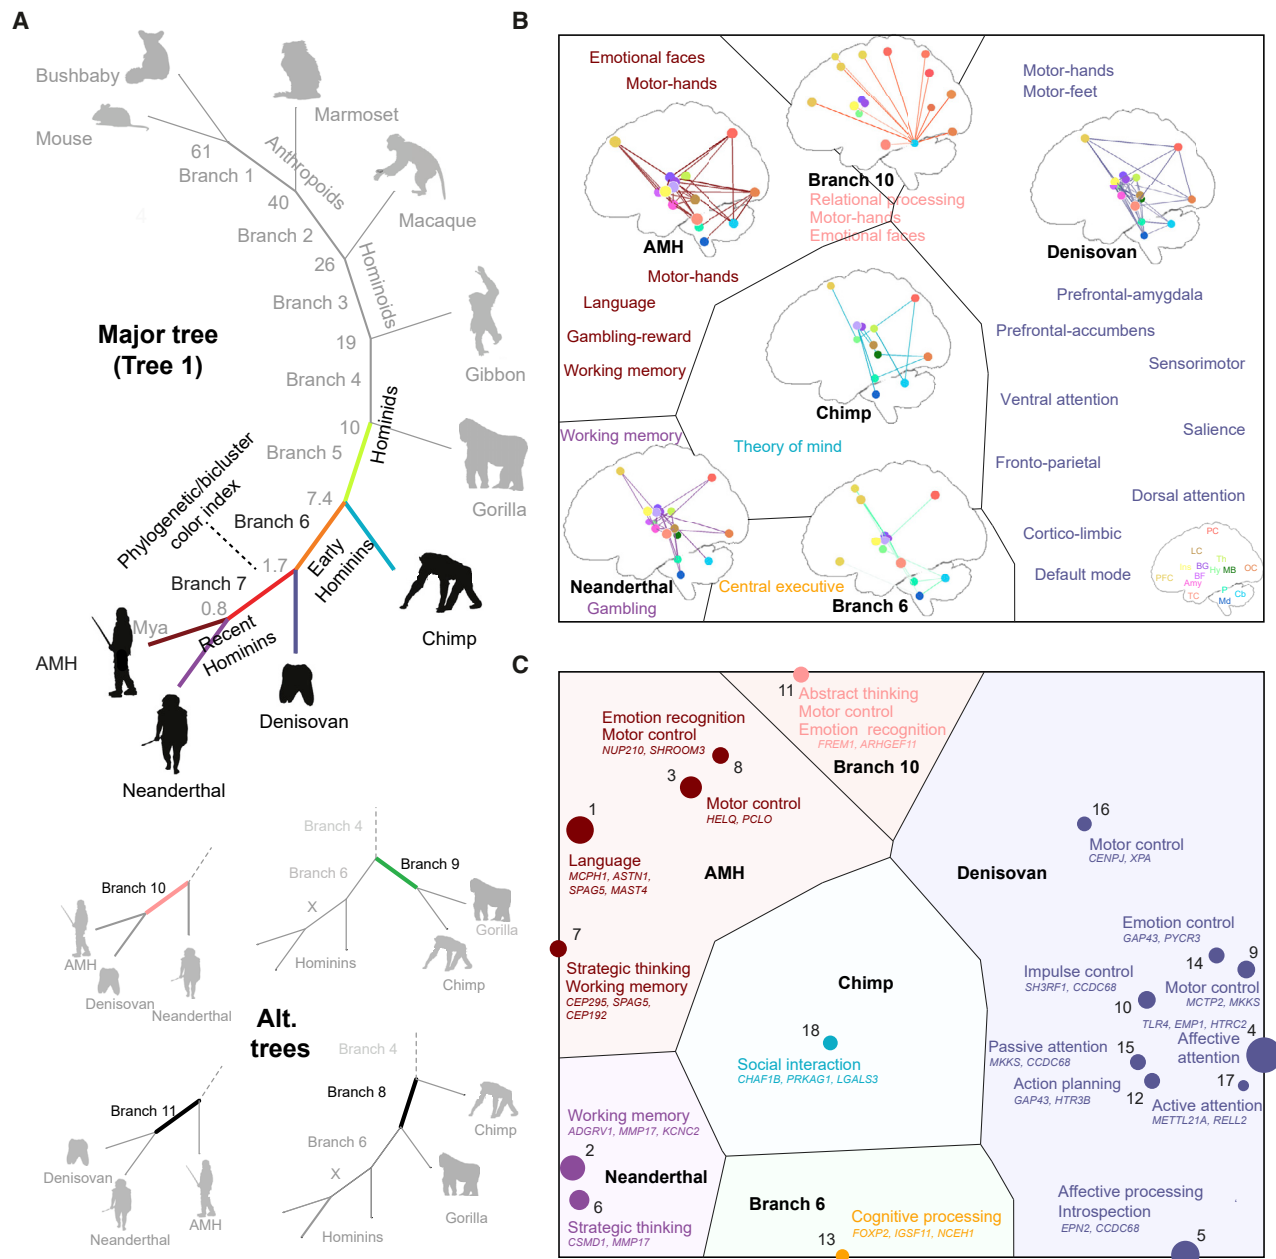 A
Bushbaby
Mouse
Marmoset
Macaque
61
Branch 1
Anthropoids
40
Branch 2
4
26
Hominoids
Branch 3
19
Gibbon
Major tree
(Tree 1)
Branch 4
10
Hominids
Branch 5
Gorilla
7.4
Phylogenetic/bicluster
color index
Branch 6
1.7
Early
Hominins
Branch 7
0.8
Mya
Recent
Hominins
Chimp
AMH
Denisovan
Neanderthal
Branch 4
Branch 9
Branch 6
Branch 10
X
Gorilla
AMH
Hominins
Chimp
Denisovan
Neanderthal
Alt.
trees
Branch 4
Branch 8
Branch 11
Chimp
Branch 6
X
Denisovan
Gorilla
AMH
Neanderthal
Hominins
B
Emotional faces
Motor-hands
AMH
Motor-hands
Language
Gambling-reward
Working memory
Branch 10
Relational processing
Motor-hands
Emotional faces
Motor-hands
Motor-feet
Denisovan
Prefrontal-amygdala
Prefrontal-accumbens
Sensorimotor
Ventral attention
Salience
Fronto-parietal
Dorsal attention
Cortico-limbic
Default mode
Chimp
Theory of mind
Working memory
Neanderthal
Gambling
Central executive
Branch 6
PC
LC
Th
BG
Hy
MB
OC
PFC
BF
Amy
TC
P
Cb
Md
C
11
Abstract thinking
Motor control
Emotion recognition
FREM1, ARHGEF11
Branch 10
Emotion recognition
Motor control
NUP210, SHROOM3
8
3
Motor control
HELQ, PCLO
1
Language
MCPH1, ASTN1,
SPAG5, MAST4
AMH
7
Strategic thinking
Working memory
CEP295, SPAG5,
CEP192
Denisovan
16
Motor control
CENPJ, XPA
Emotion control
GAP43, PYCR3
14
9
Motor control
MCTP2, MKKS
Impulse control
SH3RF1, CCDC68
10
TLR4, EMP1, HTRC2
4
Affective
attention
Passive attention
MKKS, CCDC68
15
Action planning
GAP43, HTR3B
12
17
Active attention
METTL21A, RELL2
Affective processing
Introspection
EPN2, CCDC68
5
Chimp
18
Social interaction
CHAF1B, PRKAG1, LGALS3
Working memory
ADGRV1, MMP17, KCNC2
2
Neanderthal
6
Strategic thinking
CSMD1, MMP17
Branch 6
Cognitive processing
FOXP2, IGSF11, NCEH1
13